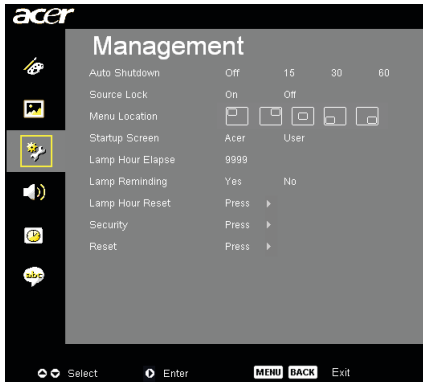 acer
Management
Auto Shutdown Off 15 30 60
Source Lock On Off
Menu Location
Startup Screen Acer User
Lamp Hour Elapse 9999
Lamp Reminding Yes No
Lamp Hour Reset Press
Security Press
Reset Press
abc
Select Enter MENU BACK Exit